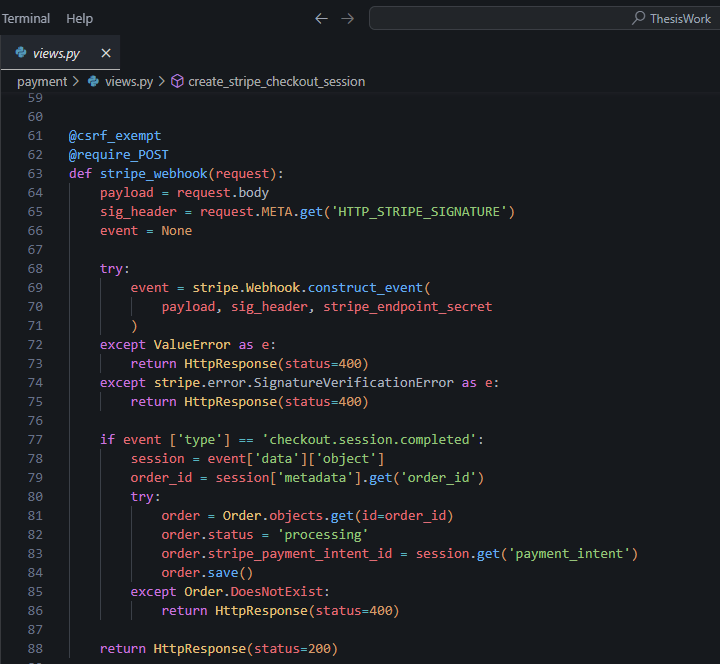 Terminal Help ThesisWork
views.py
payment > views.py > create_stripe_checkout_session
59
60
61 @csrf_exempt
62 @require_POST
63 def stripe_webhook(request):
64     payload = request.body
65     sig_header = request.META.get('HTTP_STRIPE_SIGNATURE')
66     event = None
67
68     try:
69         event = stripe.Webhook.construct_event(
70             payload, sig_header, stripe_endpoint_secret
71         )
72     except ValueError as e:
73         return HttpResponse(status=400)
74     except stripe.error.SignatureVerificationError as e:
75         return HttpResponse(status=400)
76
77     if event ['type'] == 'checkout.session.completed':
78         session = event['data']['object']
79         order_id = session['metadata'].get('order_id')
80         try:
81             order = Order.objects.get(id=order_id)
82             order.status = 'processing'
83             order.stripe_payment_intent_id = session.get('payment_intent')
84             order.save()
85         except Order.DoesNotExist:
86             return HttpResponse(status=400)
87
88     return HttpResponse(status=200)